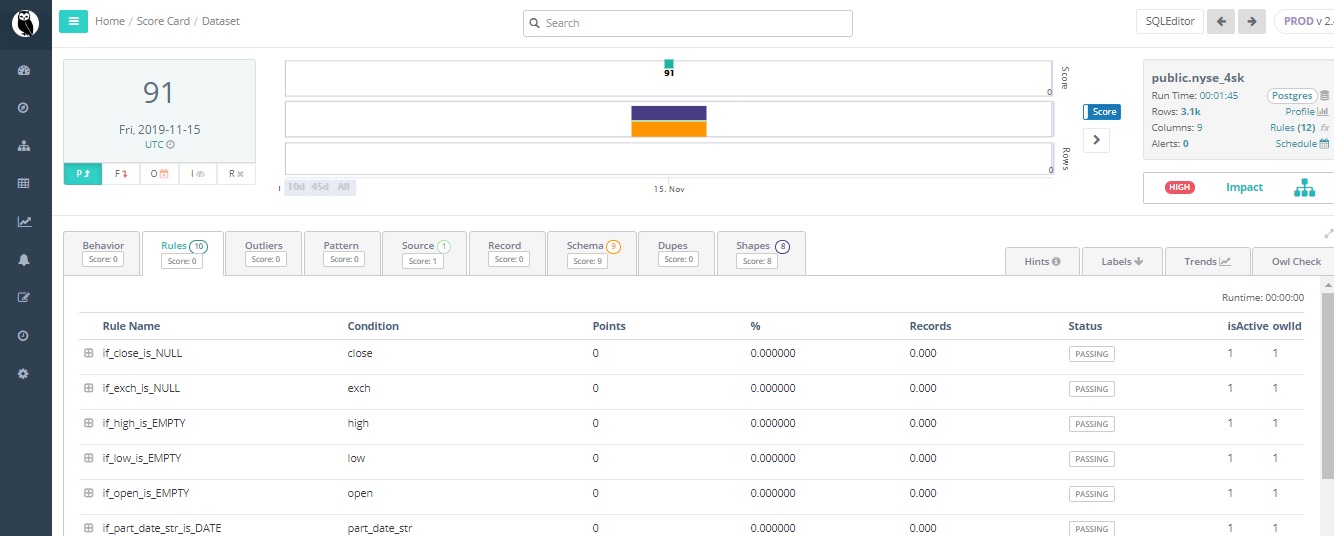 Home / Score Card / Dataset
Search
SQLEditor
PROD v 2.
91
Fri, 2019-11-15
UTC
P F O I R
91
Score
0
Rows
0
10d 45d All
15. Nov
Score
public.nyse_4sk
Run Time: 00:01:45 Postgres
Rows: 3.1k Profile
Columns: 9 Rules (12) fx
Alerts: 0 Schedule
HIGH Impact
Behavior Rules 10 Outliers Pattern Source 1 Record Schema 9 Dupes Shapes 8
Score: 0 Score: 0 Score: 0 Score: 0 Score: 1 Score: 0 Score: 9 Score: 0 Score: 8
Hints Labels Trends Owl Check
Runtime: 00:00:00
Rule Name Condition Points % Records Status isActive owlId
if_close_is_NULL close 0 0.000000 0.000 PASSING 1 1
if_exch_is_NULL exch 0 0.000000 0.000 PASSING 1 1
if_high_is_EMPTY high 0 0.000000 0.000 PASSING 1 1
if_low_is_EMPTY low 0 0.000000 0.000 PASSING 1 1
if_open_is_EMPTY open 0 0.000000 0.000 PASSING 1 1
if_part_date_str_is_DATE part_date_str 0 0.000000 0.000 PASSING 1 1